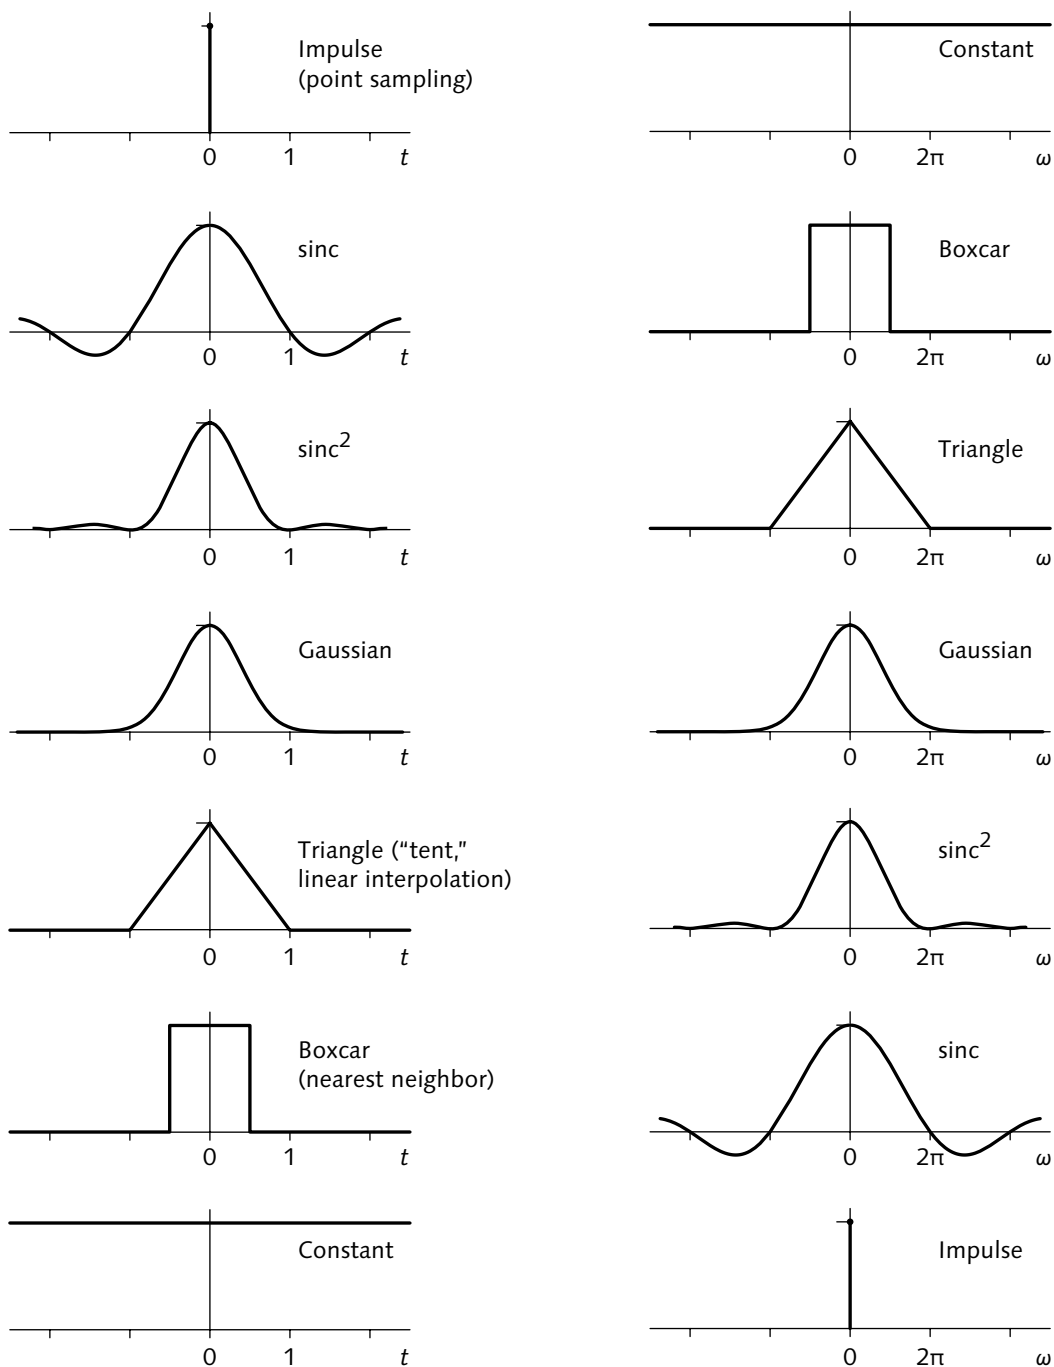 Impulse
(point sampling)
0 1 t
Constant
0 2π ω
sinc
0 1 t
Boxcar
0 2π ω
sinc²
0 1 t
Triangle
0 2π ω
Gaussian
0 1 t
Gaussian
0 2π ω
Triangle (“tent,”
linear interpolation)
0 1 t
sinc²
0 2π ω
Boxcar
(nearest neighbor)
0 1 t
sinc
0 2π ω
Constant
0 1 t
Impulse
0 2π ω